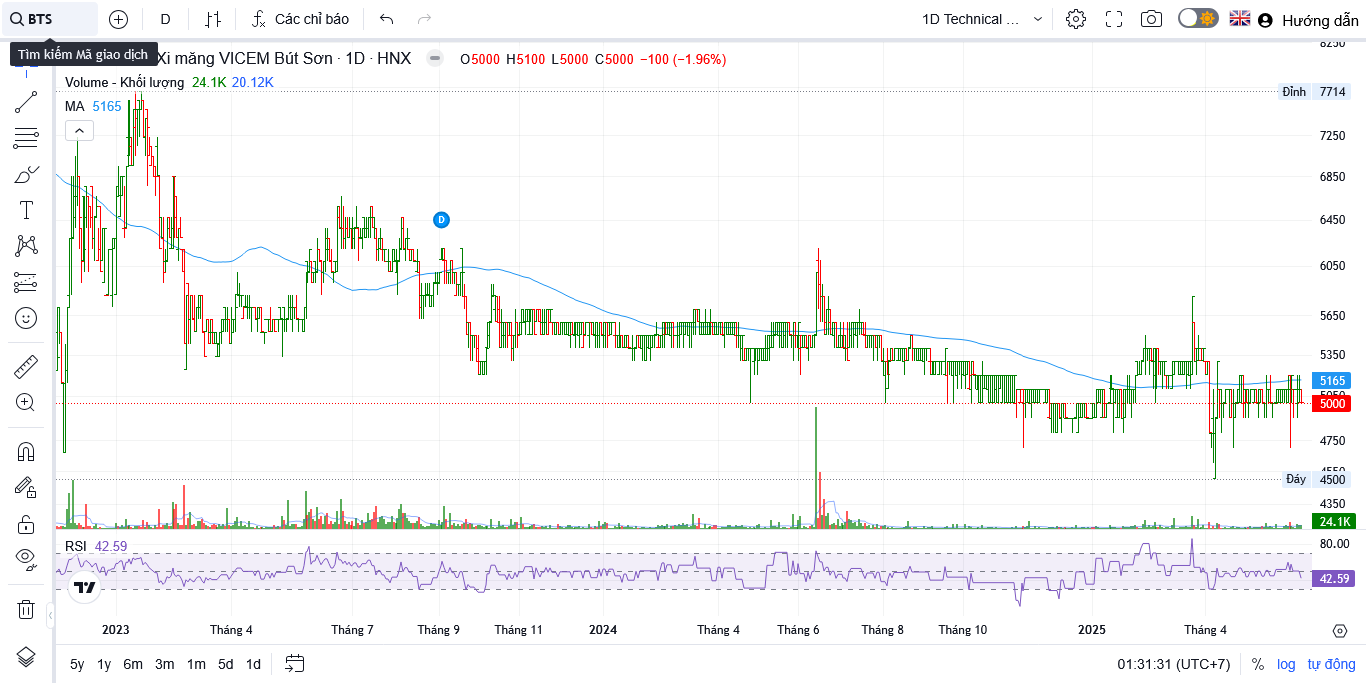 BTS
D
Các chỉ báo
1D Technical ...
Hướng dẫn
Tìm kiếm Mã giao dịch
Xi măng VICEM Bút Sơn · 1D · HNX
O5000 H5100 L5000 C5000 −100 (−1.96%)
Volume - Khối lượng 24.1K 20.12K
MA 5165
8250
Đỉnh 7714
7250
6850
6450
D
6050
5650
5350
5165
5050
5000
4750
4550
Đáy 4500
4350
24.1K
RSI 42.59
80.00
42.59
2023 Tháng 4 Tháng 7 Tháng 9 Tháng 11 2024 Tháng 4 Tháng 6 Tháng 8 Tháng 10 2025 Tháng 4
5y 1y 6m 3m 1m 5d 1d
01:31:31 (UTC+7) % log tự động